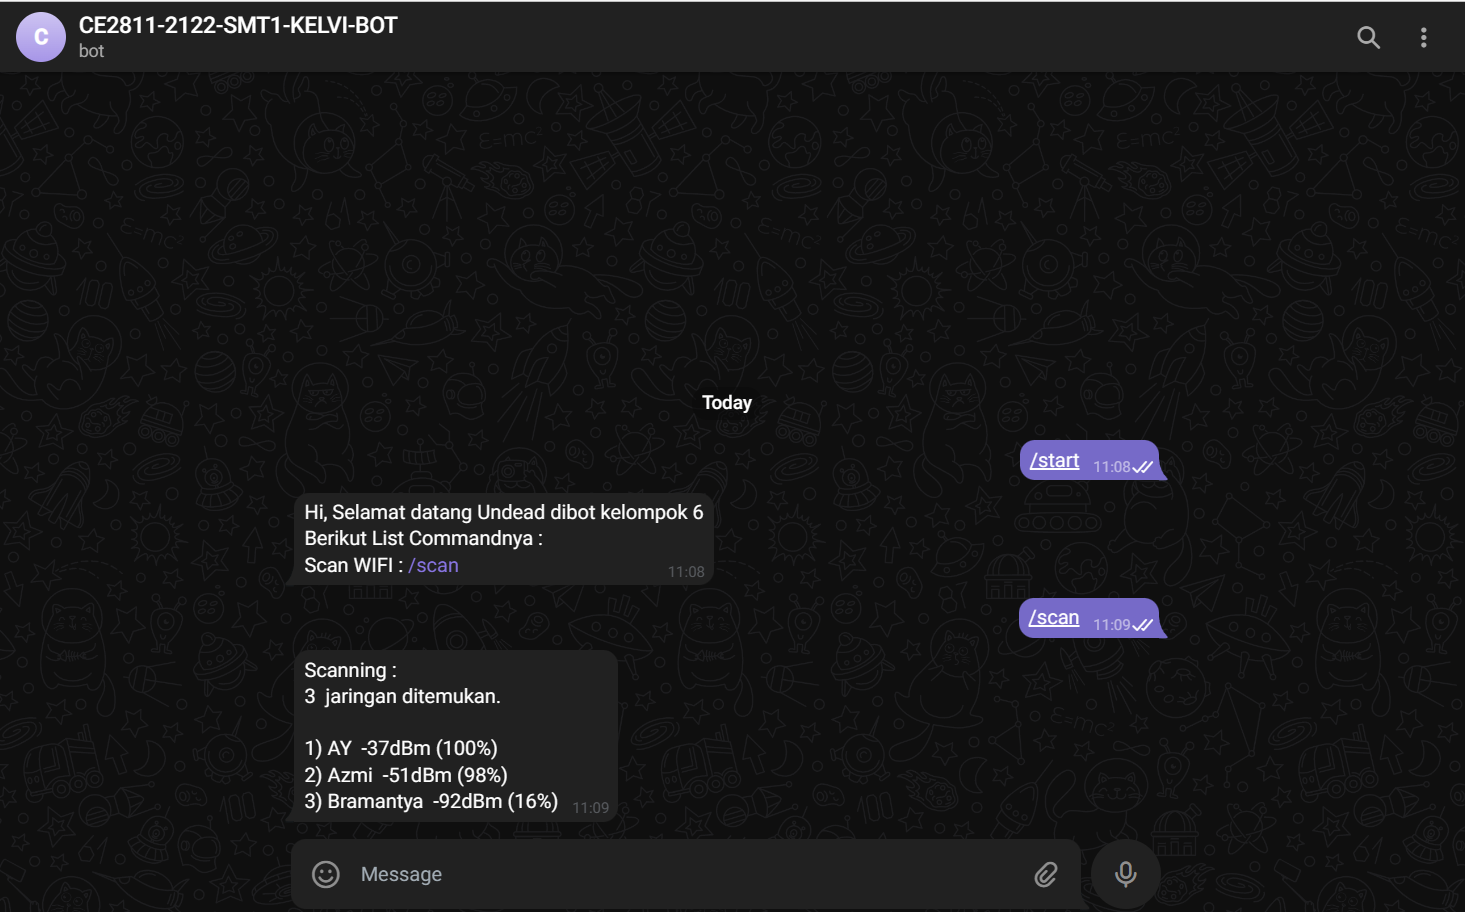 C
CE2811-2122-SMT1-KELVI-BOT
bot
Today
/start 11:08
Hi, Selamat datang Undead dibot kelompok 6
Berikut List Commandnya :
Scan WIFI : /scan
11:08
/scan 11:09
Scanning :
3 jaringan ditemukan.
1) AY -37dBm (100%)
2) Azmi -51dBm (98%)
3) Bramantya -92dBm (16%)
11:09
Message